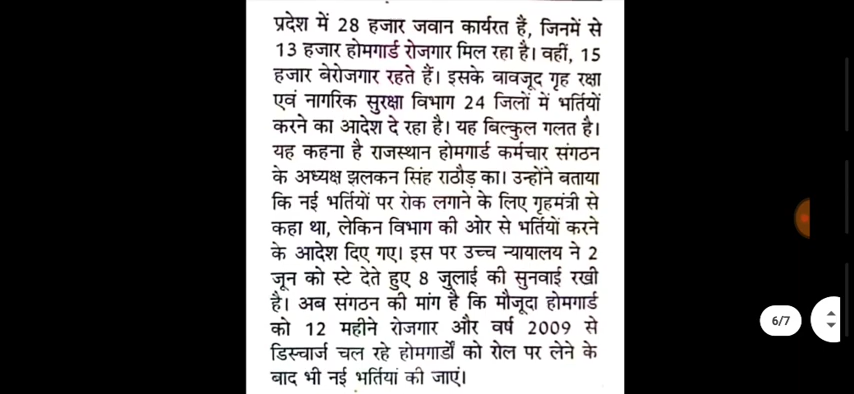 प्रदेश में 28 हजार जवान कार्यरत हैं, जिनमें से
13 हजार होमगार्ड रोजगार मिल रहा है। वहीं, 15
हजार बेरोजगार रहते हैं। इसके बावजूद गृह रक्षा
एवं नागरिक सुरक्षा विभाग 24 जिलों में भर्तियों
करने का आदेश दे रहा है। यह बिल्कुल गलत है।
यह कहना है राजस्थान होमगार्ड कर्मचार संगठन
के अध्यक्ष झलकन सिंह राठौड़ का। उन्होंने बताया
कि नई भर्तियों पर रोक लगाने के लिए गृहमंत्री से
कहा था, लेकिन विभाग की ओर से भर्तियों करने
के आदेश दिए गए। इस पर उच्च न्यायालय ने 2
जून को स्टे देते हुए 8 जुलाई की सुनवाई रखी
है। अब संगठन की मांग है कि मौजूदा होमगार्ड
को 12 महीने रोजगार और वर्ष 2009 से
डिस्चार्ज चल रहे होमगार्डों को रोल पर लेने के
बाद भी नई भर्तियां की जाएं।
6/7